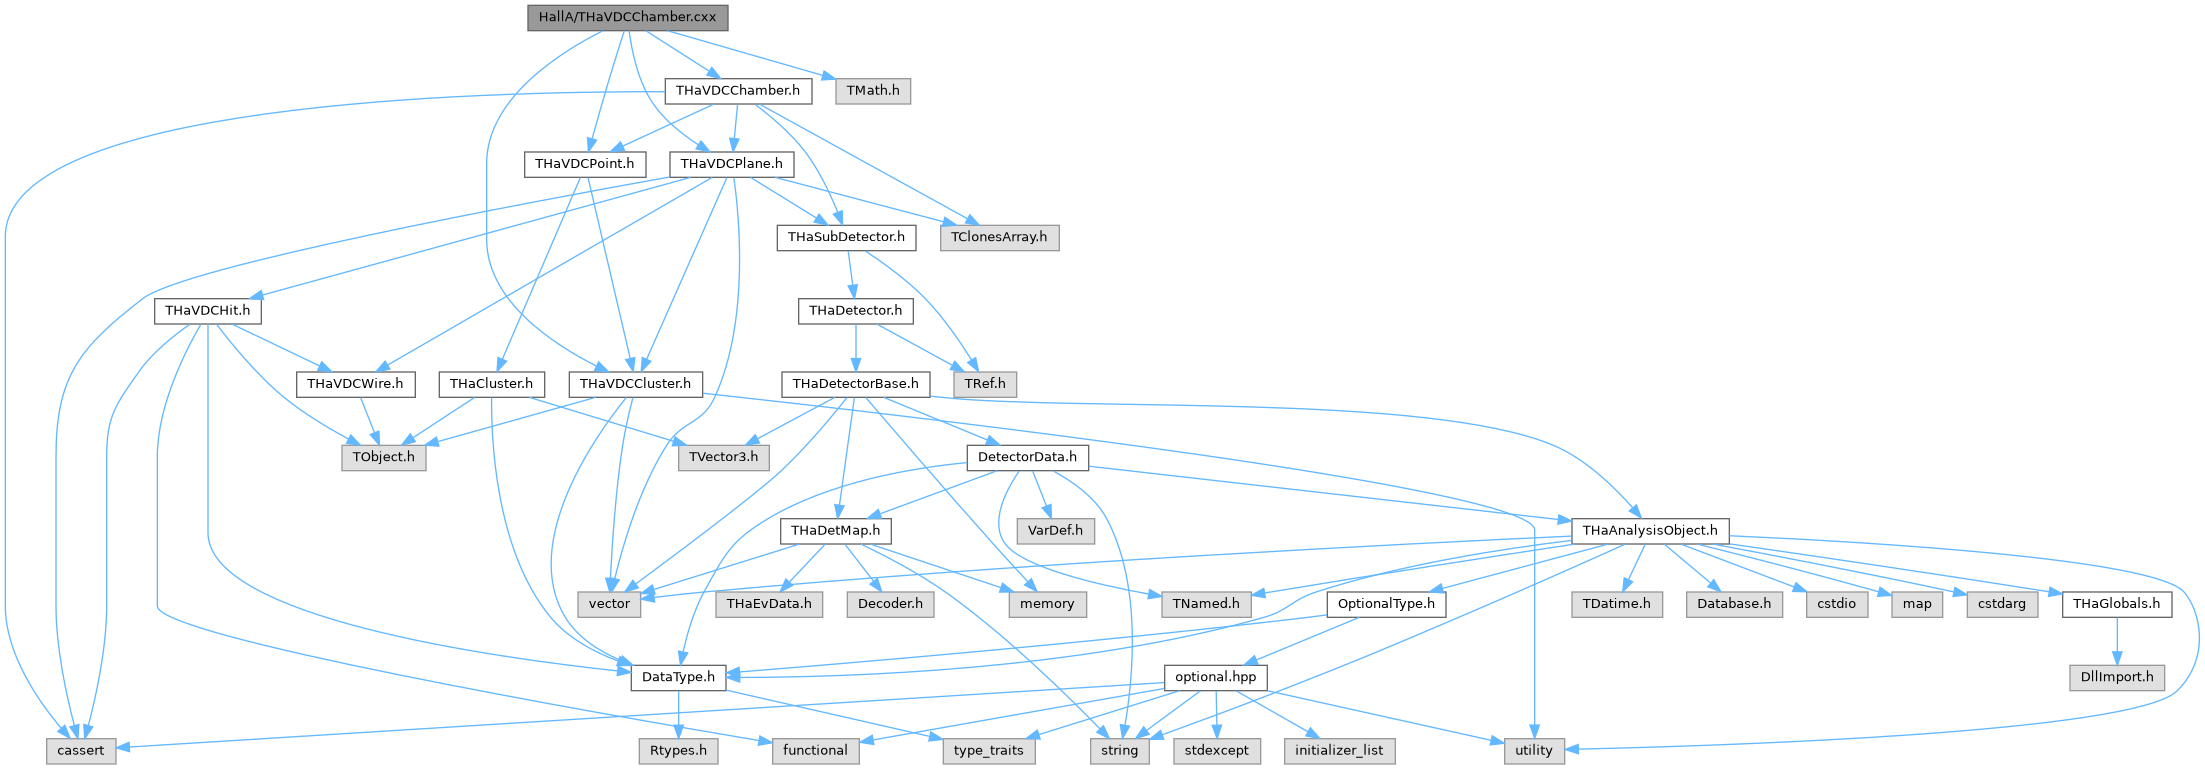 HallA/THaVDCChamber.cxx
THaVDCChamber.h
TMath.h
THaVDCPoint.h
THaVDCPlane.h
THaSubDetector.h
TClonesArray.h
THaVDCHit.h
THaDetector.h
THaVDCWire.h
THaCluster.h
THaVDCCluster.h
THaDetectorBase.h
TRef.h
TObject.h
TVector3.h
DetectorData.h
THaDetMap.h
VarDef.h
THaAnalysisObject.h
vector
THaEvData.h
Decoder.h
memory
TNamed.h
OptionalType.h
TDatime.h
Database.h
cstdio
map
cstdarg
THaGlobals.h
DataType.h
optional.hpp
DllImport.h
cassert
Rtypes.h
functional
type_traits
string
stdexcept
initializer_list
utility